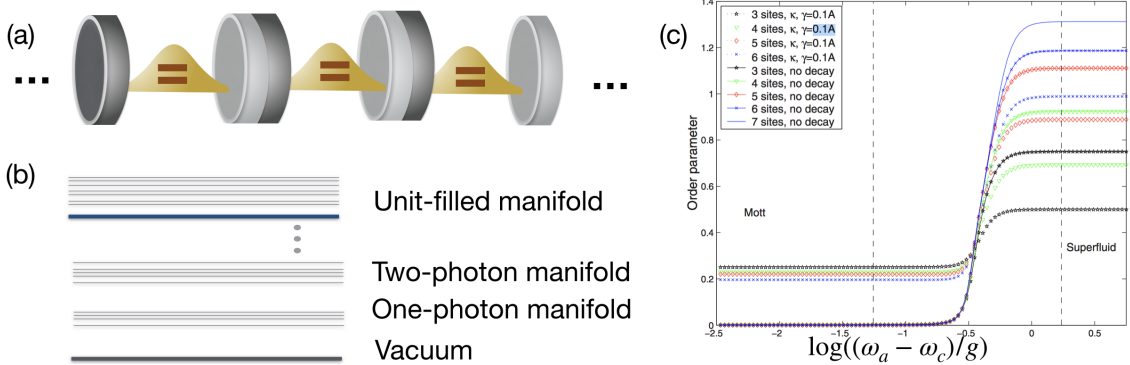 (a)
...
...
(b)
Unit-filled manifold
Two-photon manifold
One-photon manifold
Vacuum
(c)
3 sites, κ, γ=0.1A
4 sites, κ, γ=0.1A
5 sites, κ, γ=0.1A
6 sites, κ, γ=0.1A
3 sites, no decay
4 sites, no decay
5 sites, no decay
6 sites, no decay
7 sites, no decay
Order parameter
1.4
1.2
1
0.8
0.6
0.4
0.2
0
Mott
Superfluid
-2.5 -2 -1.5 -1 -0.5 0 0.5
log((ω_a − ω_c)/g)